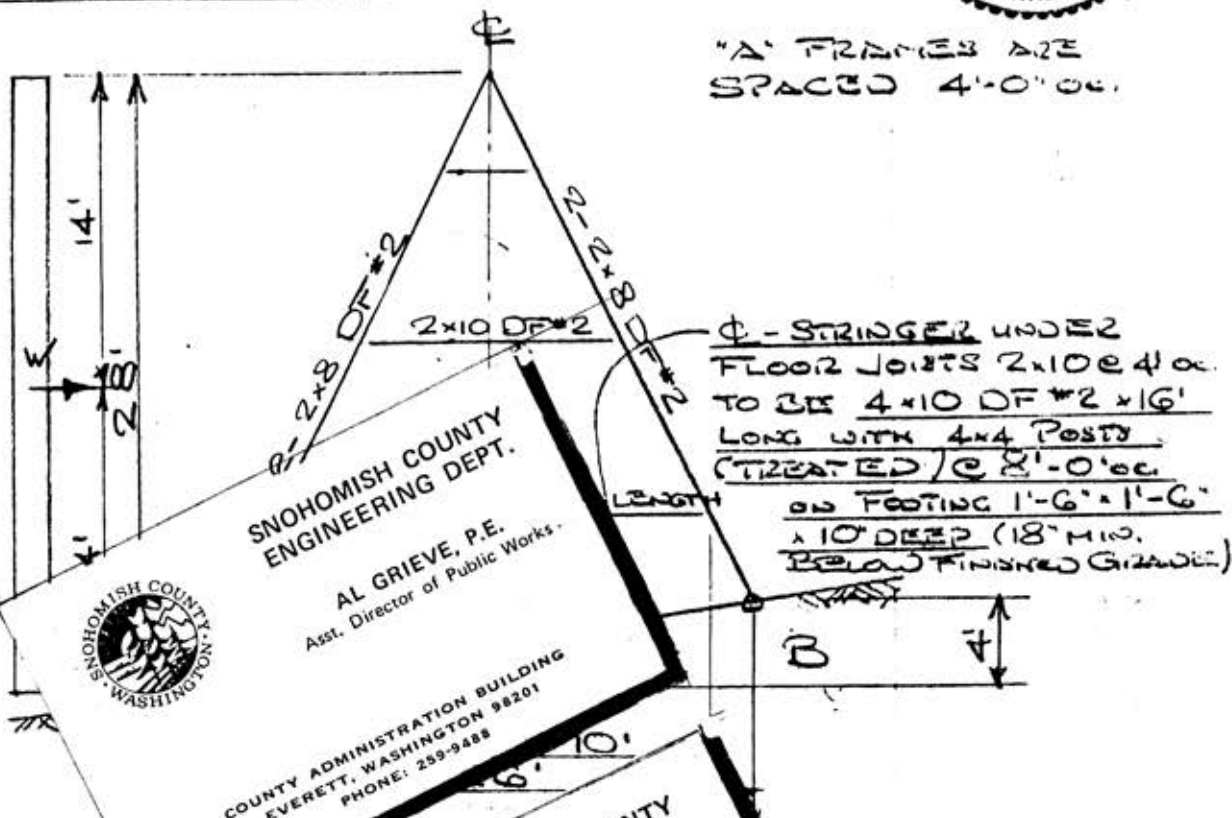 ℄
"A" FRAMES ARE
SPACED 4'-0" OC.
14'
28'
W
2-2x8 DF #2
2-2x8 DF #2
2x10 DF #2
℄ - STRINGER UNDER
FLOOR JOISTS 2x10 @ 4' OC.
TO BE 4x10 DF #2 x 16'
LONG WITH 4x4 POSTS
(TREATED) @ 8'-0" OC
ON FOOTING 1'-6" x 1'-6"
x 10" DEEP (18" MIN.
BELOW FINISHED GRADE)
LENGTH
B
4'
SNOHOMISH COUNTY
ENGINEERING DEPT.
AL GRIEVE, P.E.
Asst. Director of Public Works.
SNOHOMISH COUNTY • WASHINGTON
COUNTY ADMINISTRATION BUILDING
EVERETT, WASHINGTON 98201
PHONE: 259-9488
10'
6'